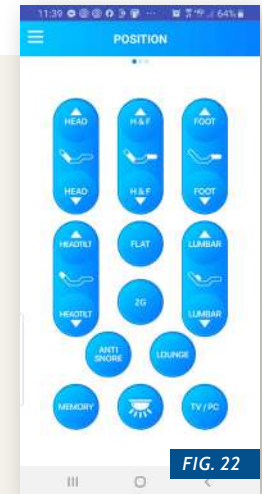 11:39 64%
POSITION
HEAD H & F FOOT
HEAD H & F FOOT
HEADTILT FLAT LUMBAR
ZG
HEADTILT LUMBAR
ANTI SNORE LOUNGE
MEMORY TV / PC
FIG. 22